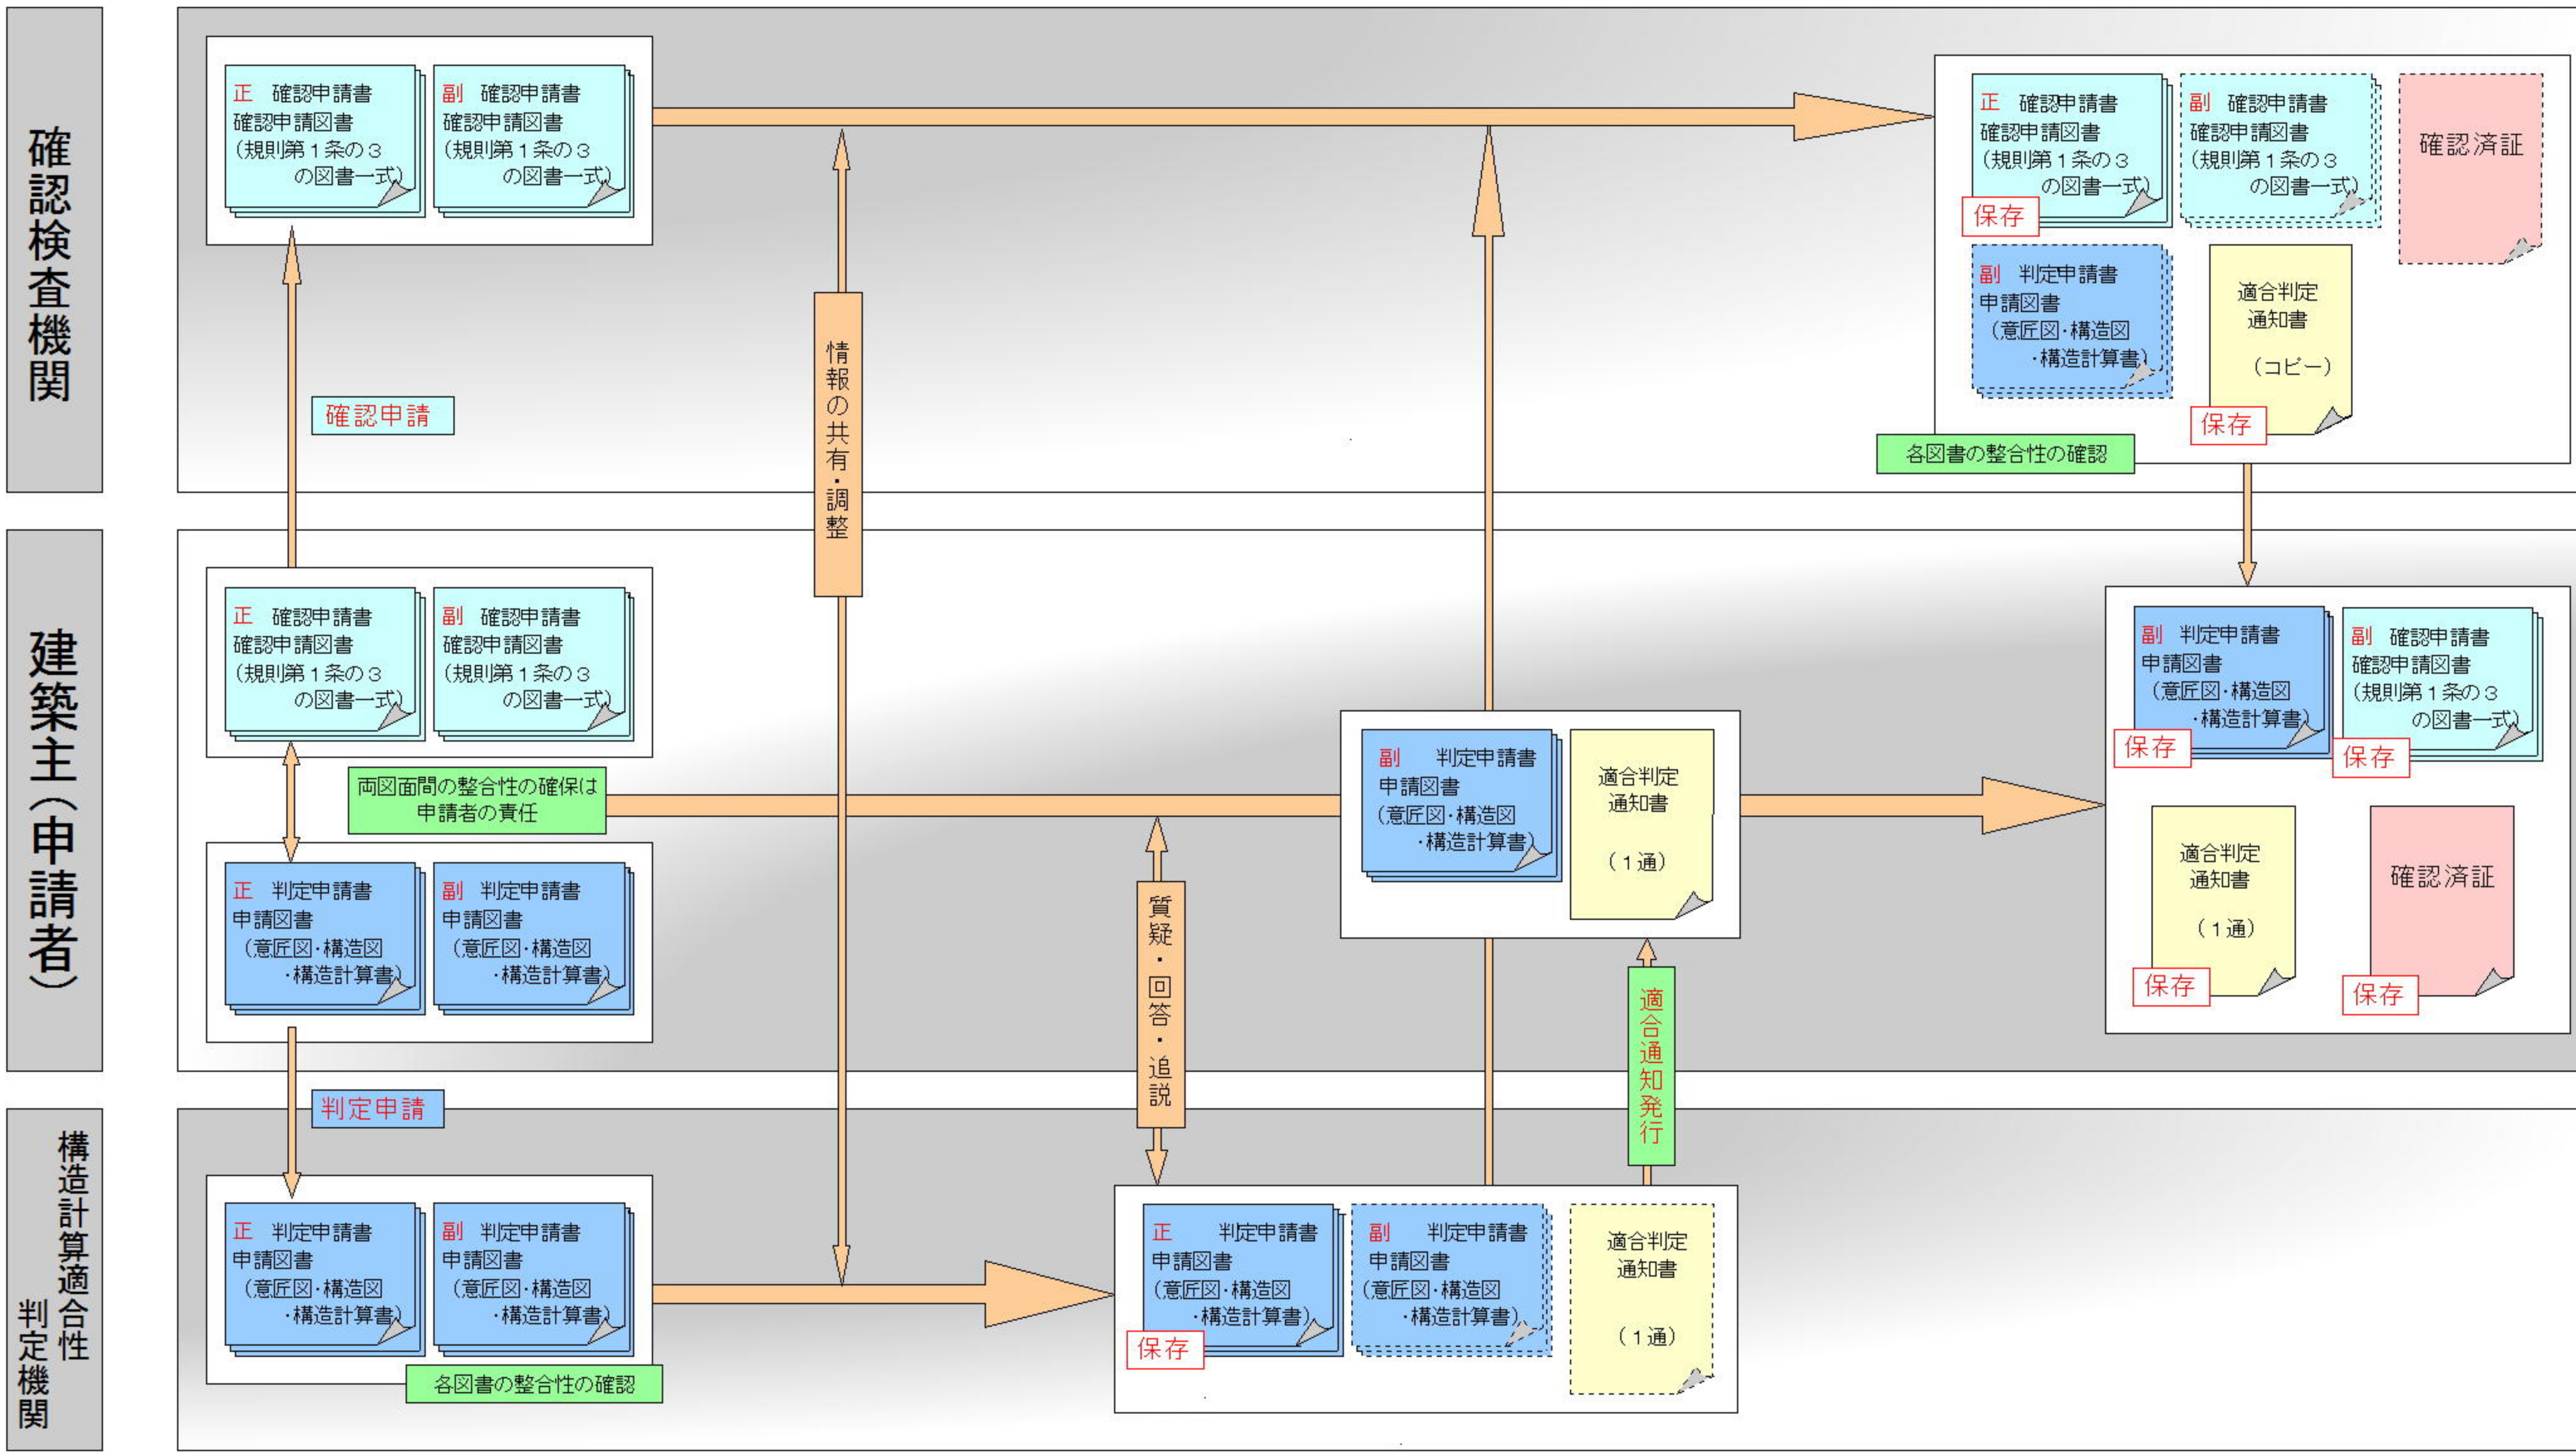 確認検査機関
正 確認申請書
確認申請図書
(規則第1条の3
の図書一式)
副 確認申請書
確認申請図書
(規則第1条の3
の図書一式)
正 確認申請書
確認申請図書
(規則第1条の3
の図書一式)
保存
副 確認申請書
確認申請図書
(規則第1条の3
の図書一式)
確認済証
副 判定申請書
申請図書
(意匠図・構造図
・構造計算書)
適合判定
通知書
(コピー)
保存
各図書の整合性の確認
確認申請
情報の共有・調整
建築主(申請者)
正 確認申請書
確認申請図書
(規則第1条の3
の図書一式)
副 確認申請書
確認申請図書
(規則第1条の3
の図書一式)
両図面間の整合性の確保は
申請者の責任
正 判定申請書
申請図書
(意匠図・構造図
・構造計算書)
副 判定申請書
申請図書
(意匠図・構造図
・構造計算書)
質疑・回答・追説
副 判定申請書
申請図書
(意匠図・構造図
・構造計算書)
適合判定
通知書
(1通)
適合通知発行
副 判定申請書
申請図書
(意匠図・構造図
・構造計算書)
保存
副 確認申請書
確認申請図書
(規則第1条の3
の図書一式)
保存
適合判定
通知書
(1通)
保存
確認済証
保存
判定申請
構造計算適合性
判定機関
正 判定申請書
申請図書
(意匠図・構造図
・構造計算書)
副 判定申請書
申請図書
(意匠図・構造図
・構造計算書)
各図書の整合性の確認
正 判定申請書
申請図書
(意匠図・構造図
・構造計算書)
保存
副 判定申請書
申請図書
(意匠図・構造図
・構造計算書)
適合判定
通知書
(1通)